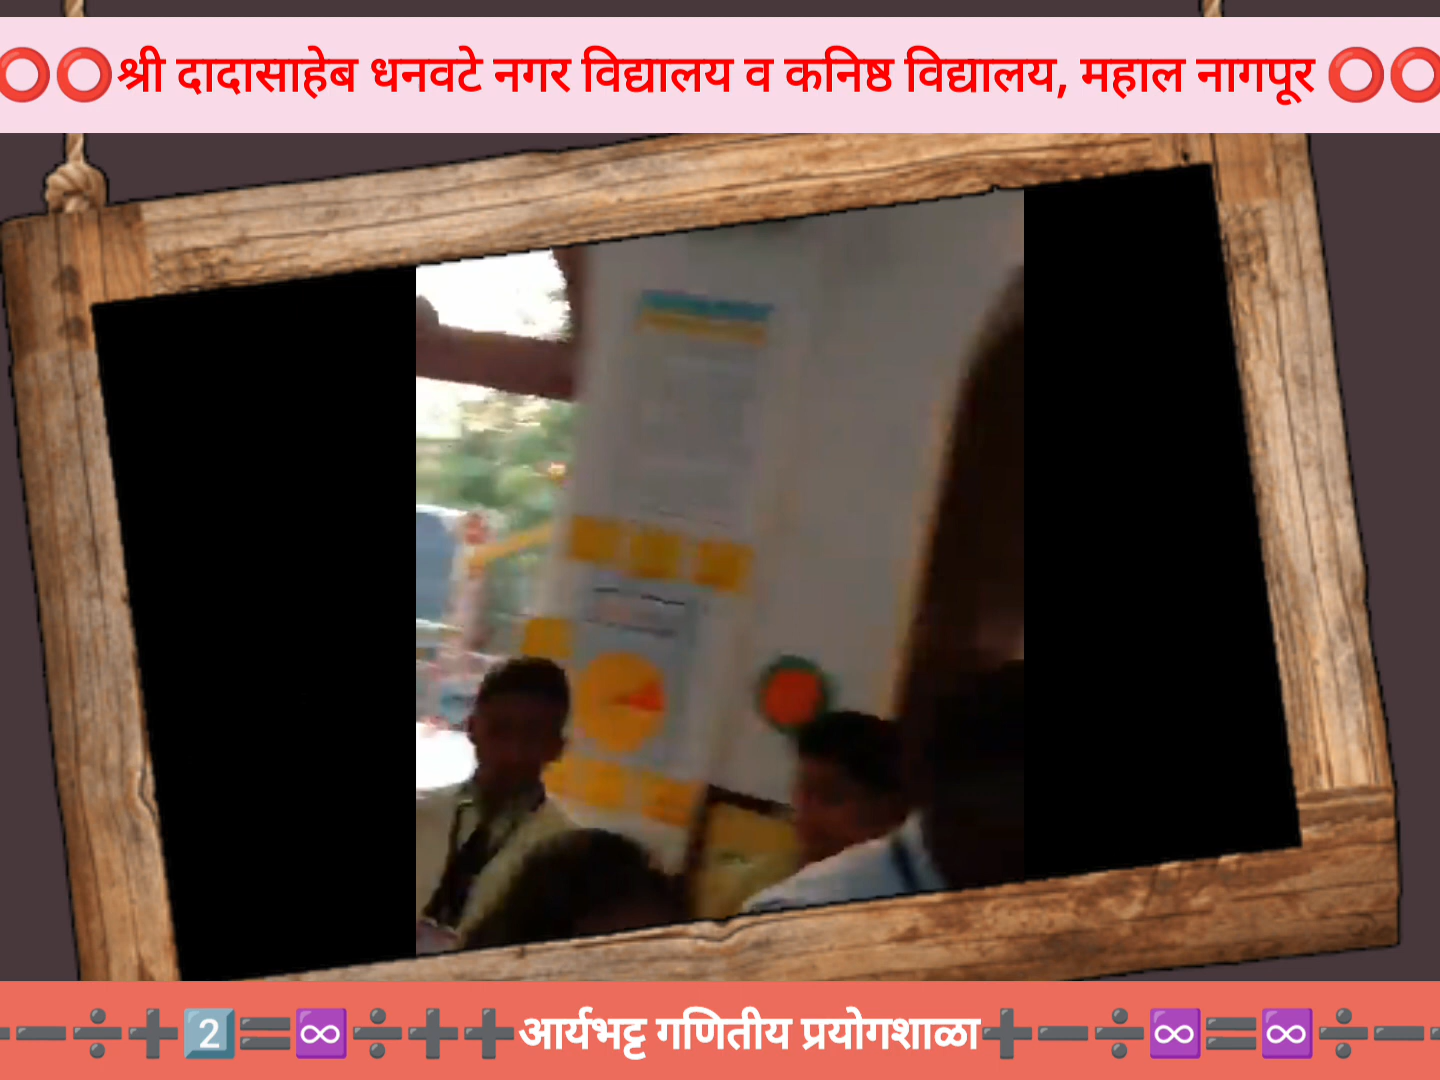 ⭕⭕श्री दादासाहेब धनवटे नगर विद्यालय व कनिष्ठ विद्यालय, महाल नागपूर ⭕⭕
➖➗➕2️⃣🟰♾️➗➕➕आर्यभट्ट गणितीय प्रयोगशाळा➕➖➗♾️🟰♾️➗➖